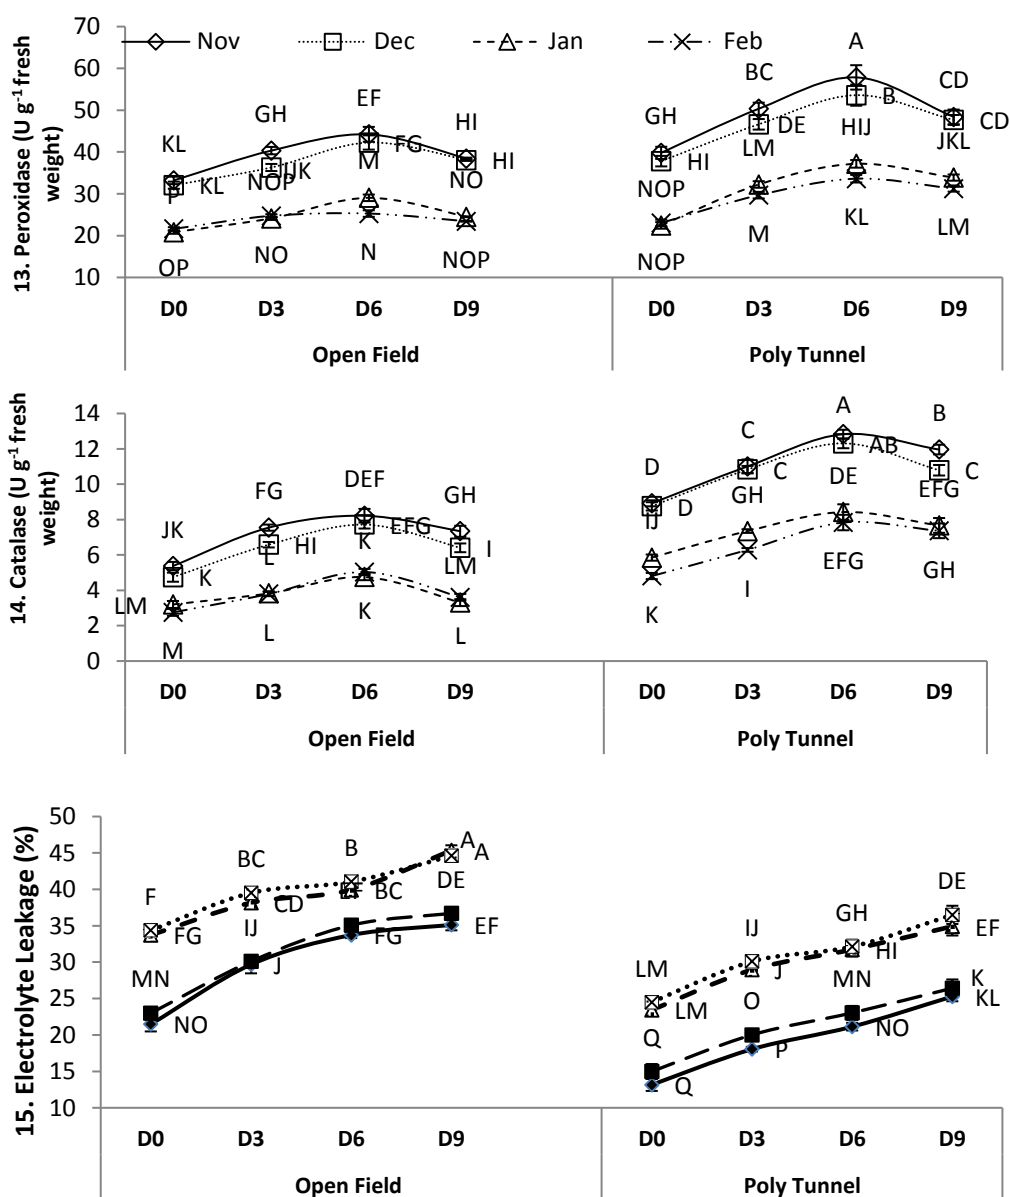 13. Peroxidase (U g-1 fresh weight)
70
60
50
40
30
20
10
Nov Dec Jan Feb
KL GH EF HI
KL IJK FG HI
P NOP M NO
OP NO N NOP
GH BC A CD
HI DE B CD
NOP LM HIJ JKL
NOP M KL LM
D0 D3 D6 D9 D0 D3 D6 D9
Open Field Poly Tunnel
14. Catalase (U g-1 fresh weight)
14
12
10
8
6
4
2
0
JK FG DEF GH
K HI EFG I
LM L K LM
M L K L
D C A B
D C AB C
IJ GH DE EFG
K I EFG GH
D0 D3 D6 D9 D0 D3 D6 D9
Open Field Poly Tunnel
15. Electrolyte Leakage (%)
50
45
40
35
30
25
20
15
10
F BC B A
FG CD BC A
MN IJ DE
NO J FG EF
LM IJ GH DE
LM J HI EF
Q O MN K
Q P NO KL
D0 D3 D6 D9 D0 D3 D6 D9
Open Field Poly Tunnel